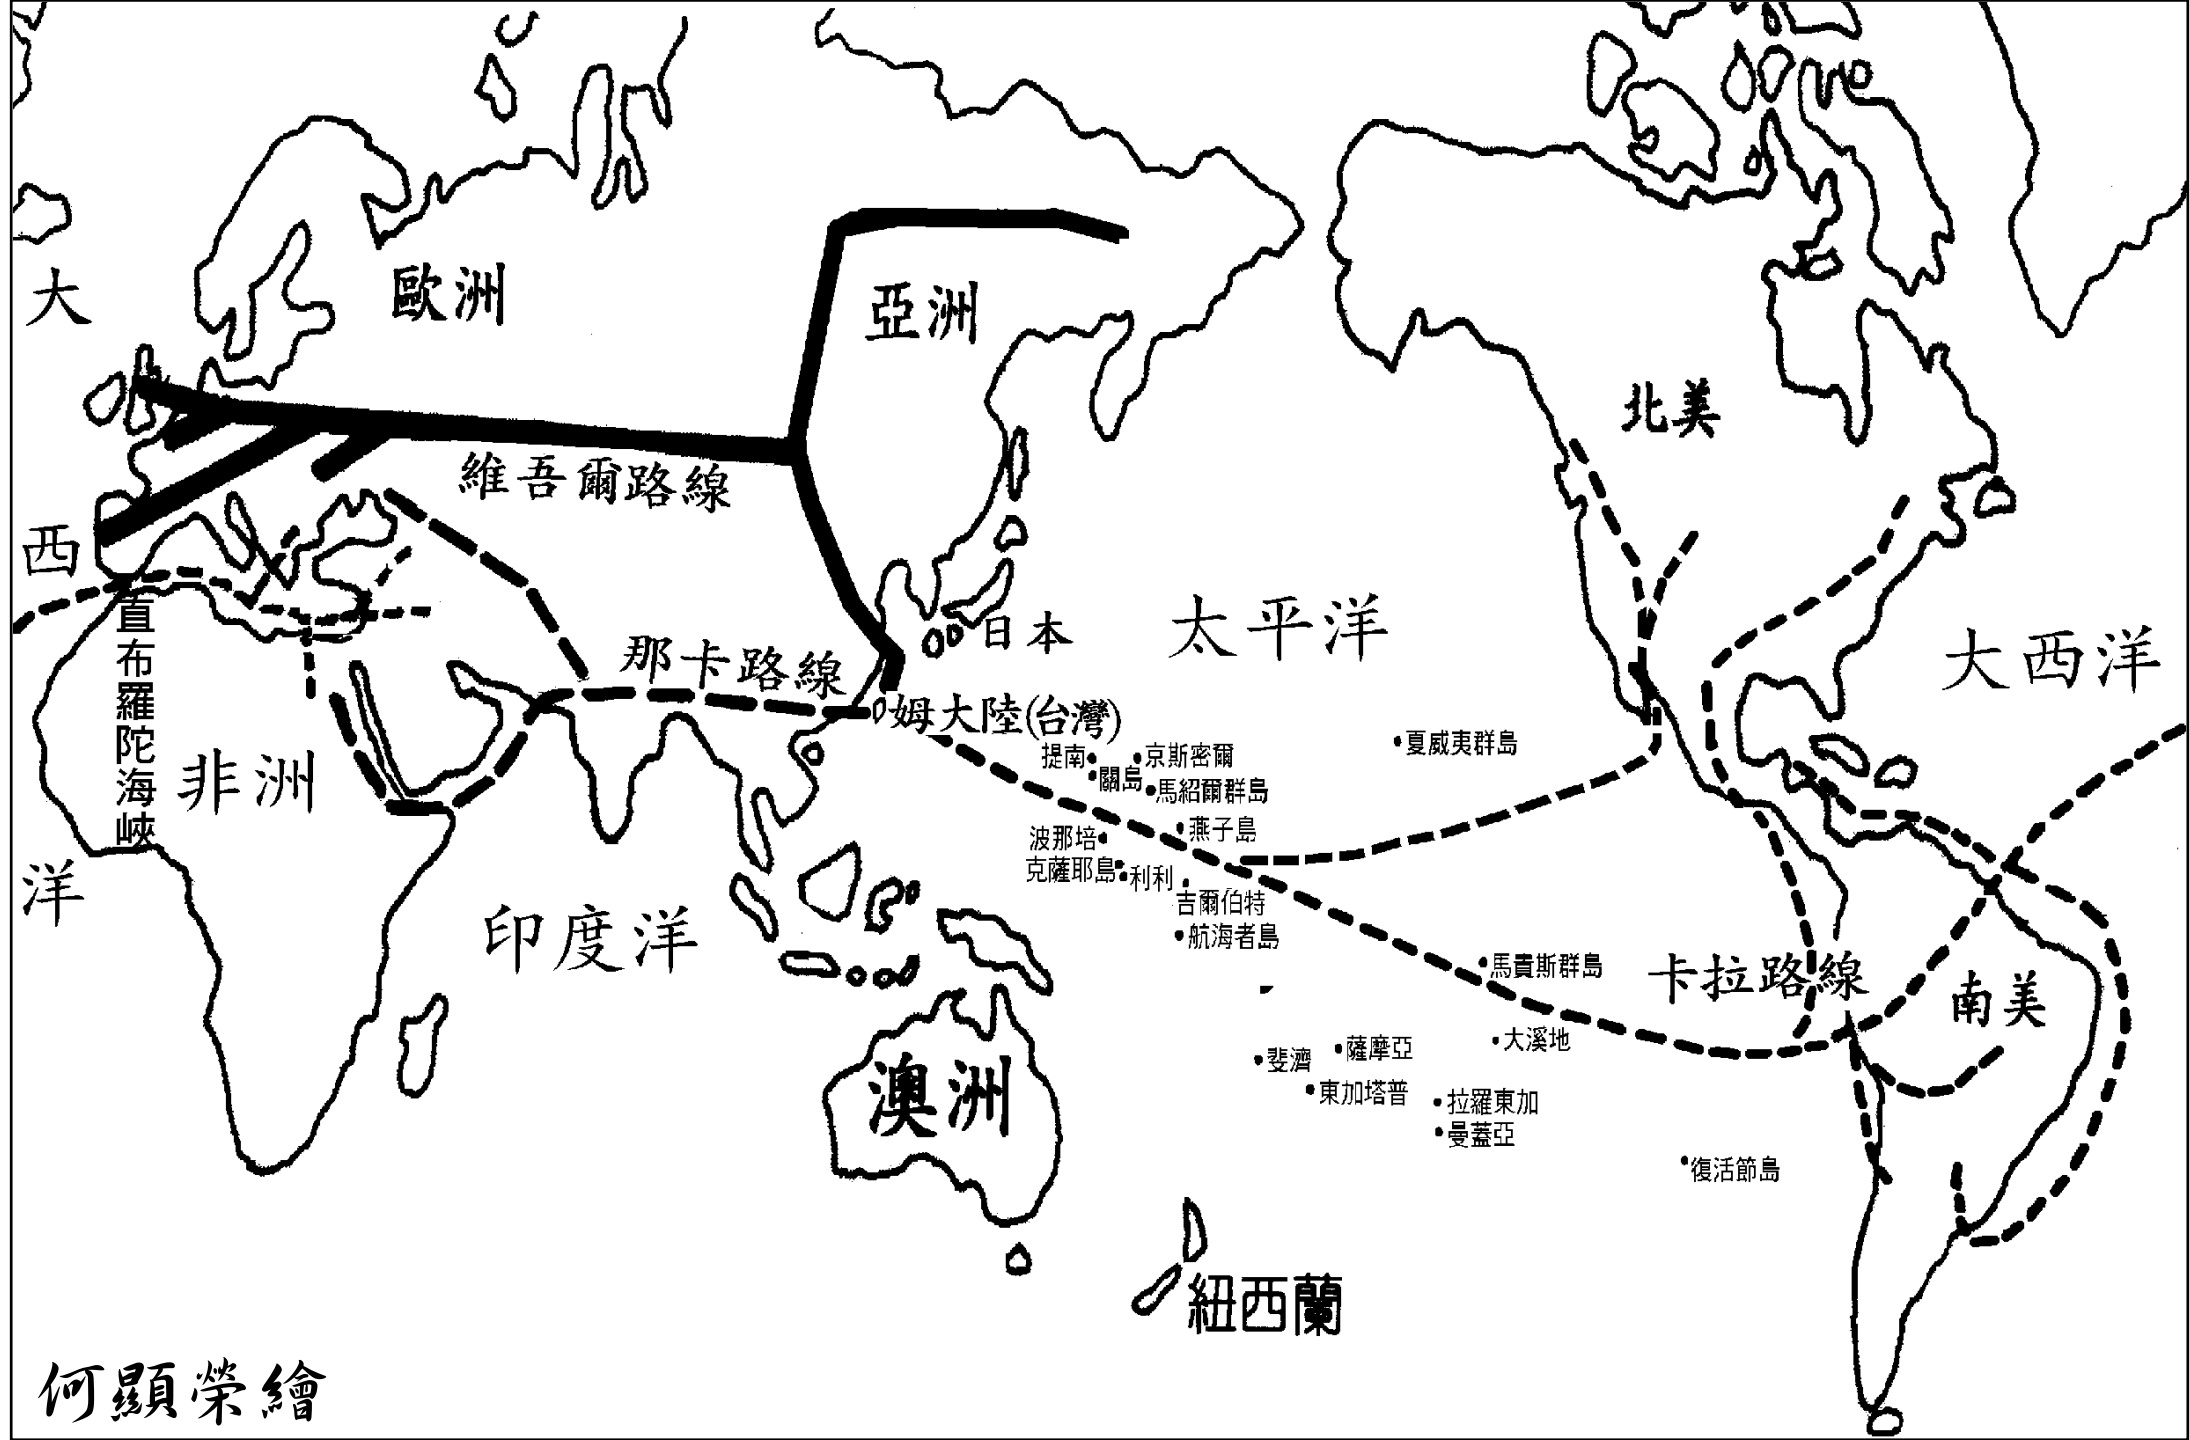 歐洲
亞洲
大
西
洋
北美
維吾爾路線
直布羅陀海峽
日本
太平洋
大西洋
那卡路線
姆大陸(台灣)
非洲
夏威夷群島
提南
京斯密爾
關島
馬紹爾群島
燕子島
波那培
克薩耶島
利利
吉爾伯特
航海者島
印度洋
馬貴斯群島
卡拉路線
南美
大溪地
薩摩亞
斐濟
東加塔普
拉羅東加
曼蓋亞
澳洲
復活節島
紐西蘭
何顯榮繪